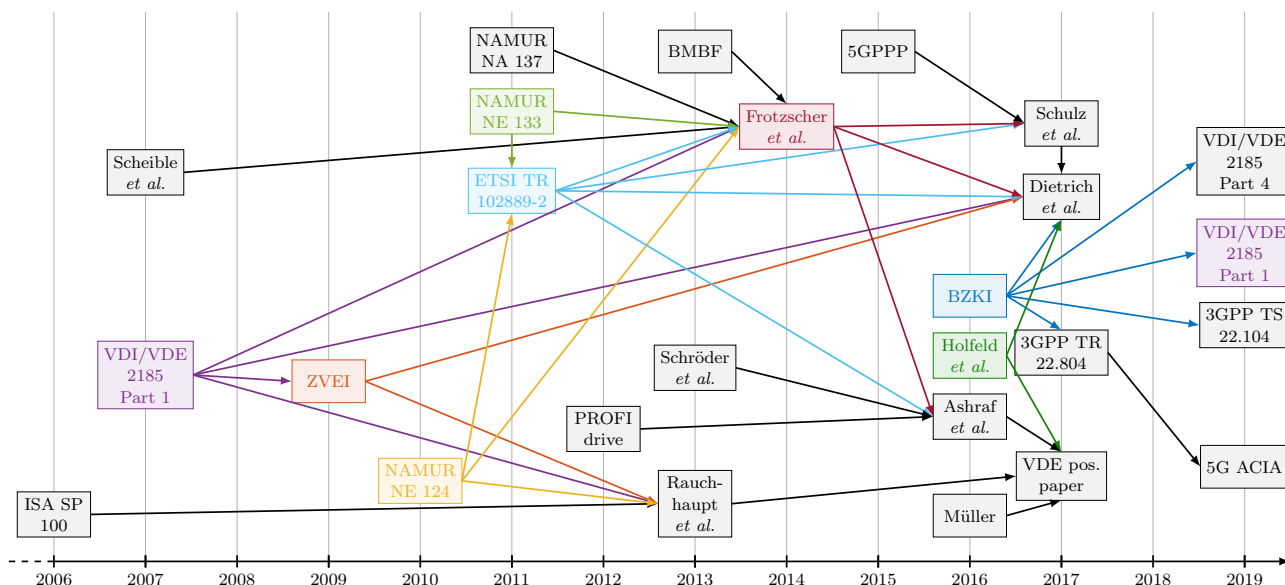 NAMUR
NA 137
BMBF
5GPPP
NAMUR
NE 133
Frotzscher
et al.
Schulz
et al.
Scheible
et al.
ETSI TR
102889-2
Dietrich
et al.
VDI/VDE
2185
Part 4
VDI/VDE
2185
Part 1
BZKI
3GPP TS
22.104
Holfeld
et al.
3GPP TR
22.804
VDI/VDE
2185
Part 1
ZVEI
Schröder
et al.
PROFI
drive
Ashraf
et al.
NAMUR
NE 124
Rauch-
haupt
et al.
VDE pos.
paper
5G ACIA
ISA SP
100
Müller
2006 2007 2008 2009 2010 2011 2012 2013 2014 2015 2016 2017 2018 2019